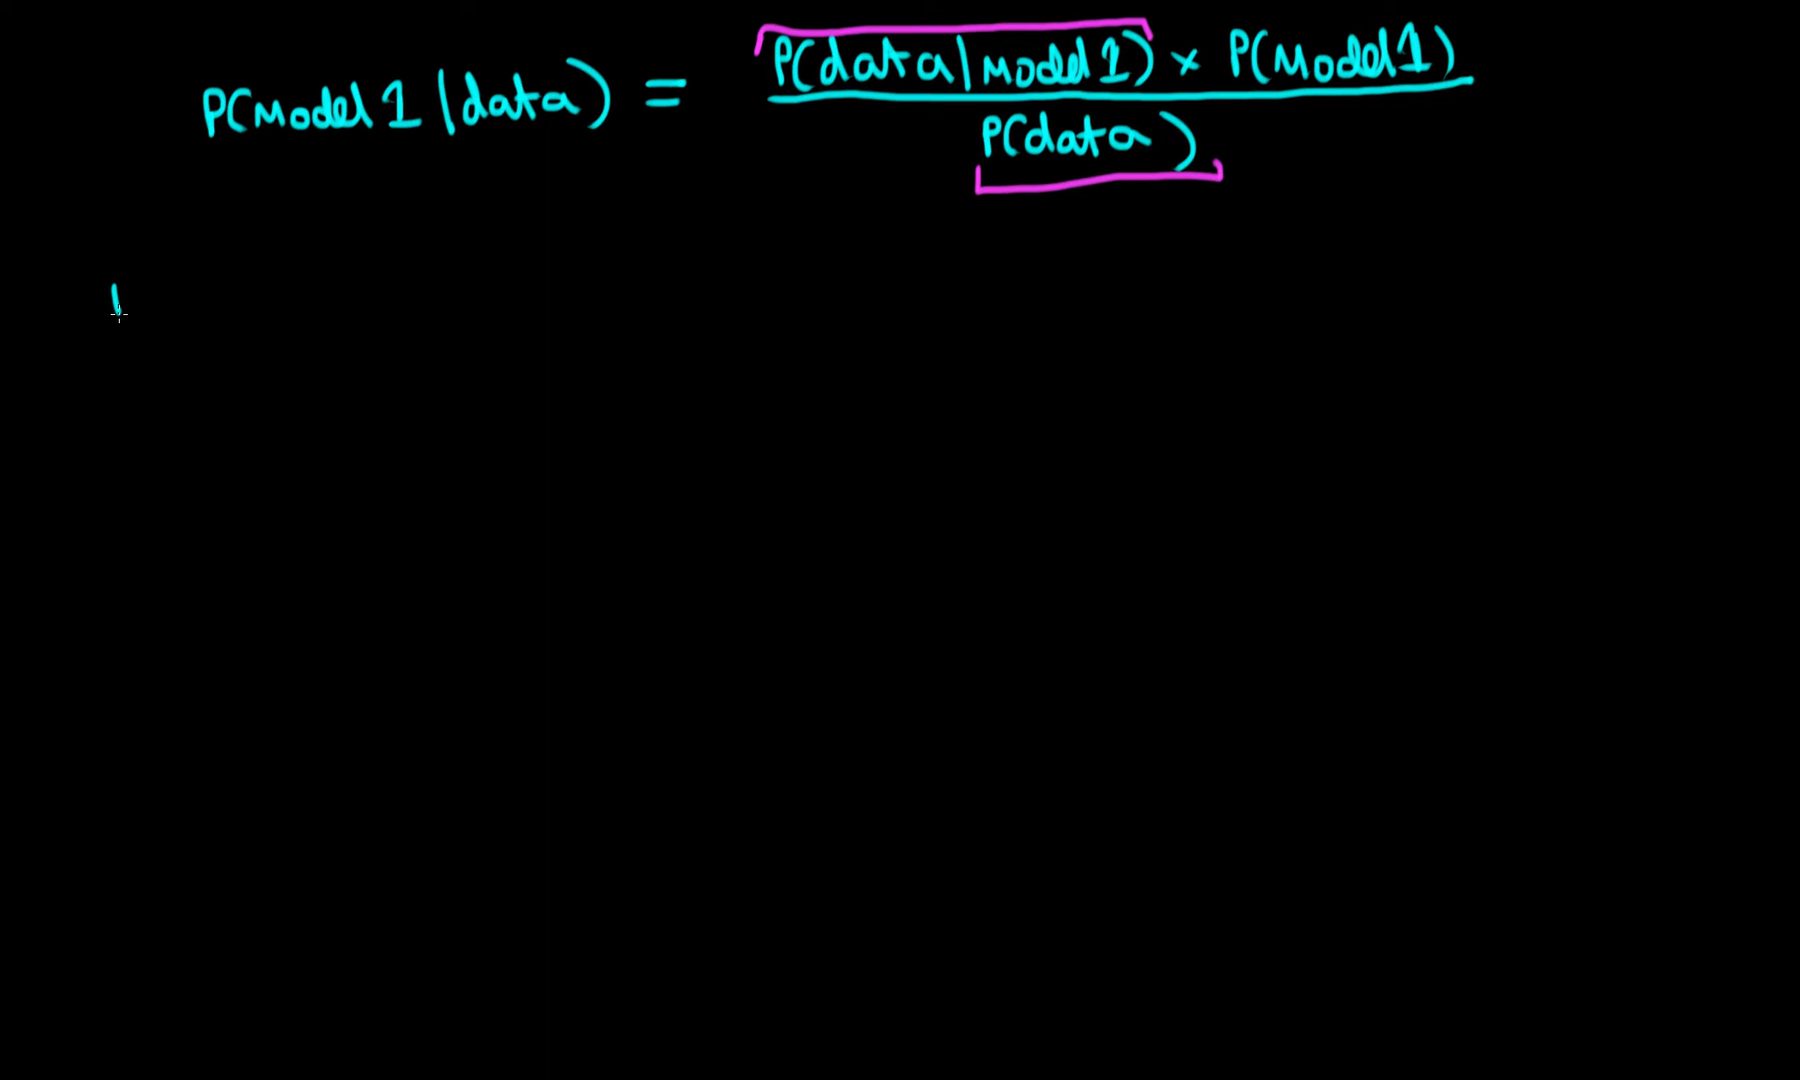 P(Model 1 | data) = P(data | Model 1) × P(Model 1)
P(data)